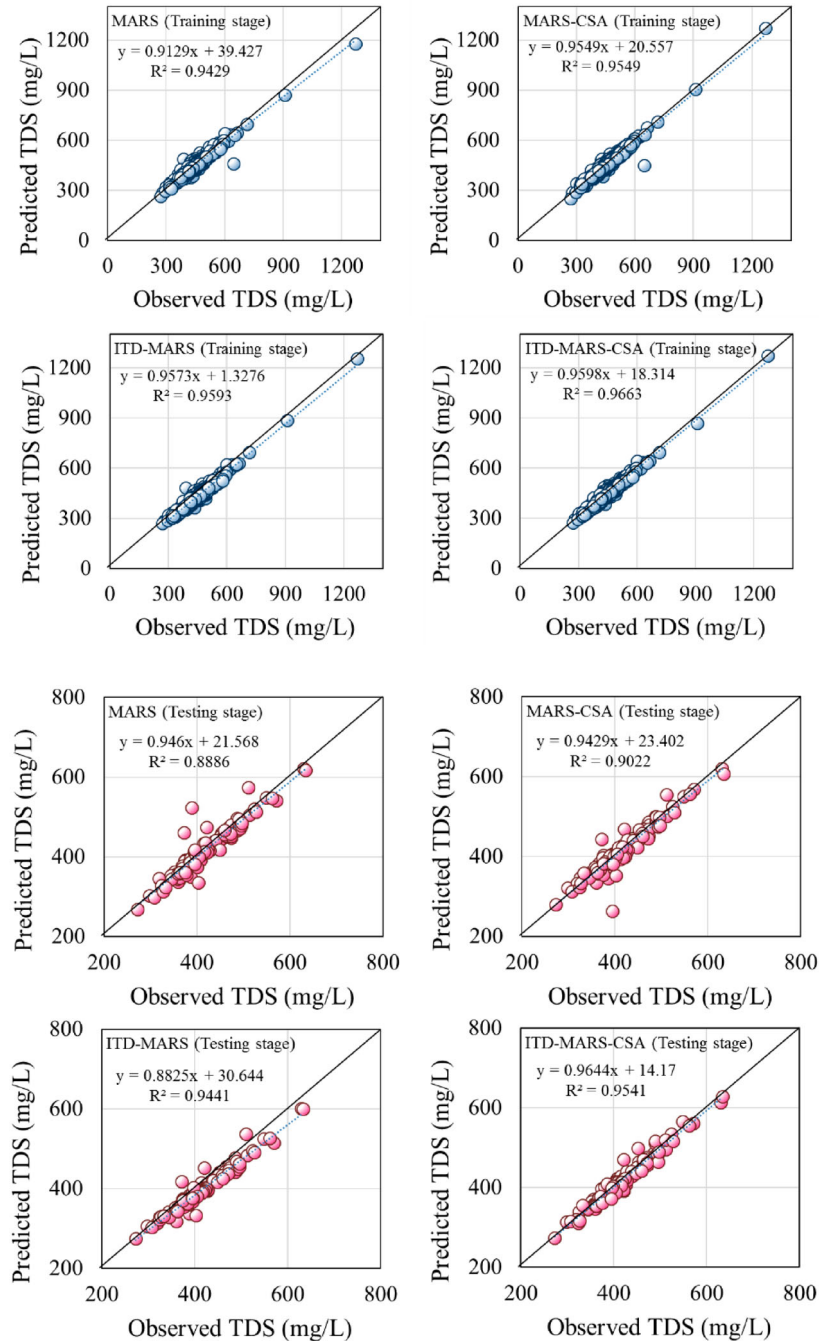 MARS (Training stage)
y = 0.9129x + 39.427
R² = 0.9429
1200
900
600
300
0
0 300 600 900 1200
Predicted TDS (mg/L)
Observed TDS (mg/L)
MARS-CSA (Training stage)
y = 0.9549x + 20.557
R² = 0.9549
1200
900
600
300
0
0 300 600 900 1200
Predicted TDS (mg/L)
Observed TDS (mg/L)
ITD-MARS (Training stage)
y = 0.9573x + 1.3276
R² = 0.9593
1200
900
600
300
0
0 300 600 900 1200
Predicted TDS (mg/L)
Observed TDS (mg/L)
ITD-MARS-CSA (Training stage)
y = 0.9598x + 18.314
R² = 0.9663
1200
900
600
300
0
0 300 600 900 1200
Predicted TDS (mg/L)
Observed TDS (mg/L)
MARS (Testing stage)
y = 0.946x + 21.568
R² = 0.8886
800
600
400
200
200 400 600 800
Predicted TDS (mg/L)
Observed TDS (mg/L)
MARS-CSA (Testing stage)
y = 0.9429x + 23.402
R² = 0.9022
800
600
400
200
200 400 600 800
Predicted TDS (mg/L)
Observed TDS (mg/L)
ITD-MARS (Testing stage)
y = 0.8825x + 30.644
R² = 0.9441
800
600
400
200
200 400 600 800
Predicted TDS (mg/L)
Observed TDS (mg/L)
ITD-MARS-CSA (Testing stage)
y = 0.9644x + 14.17
R² = 0.9541
800
600
400
200
200 400 600 800
Predicted TDS (mg/L)
Observed TDS (mg/L)